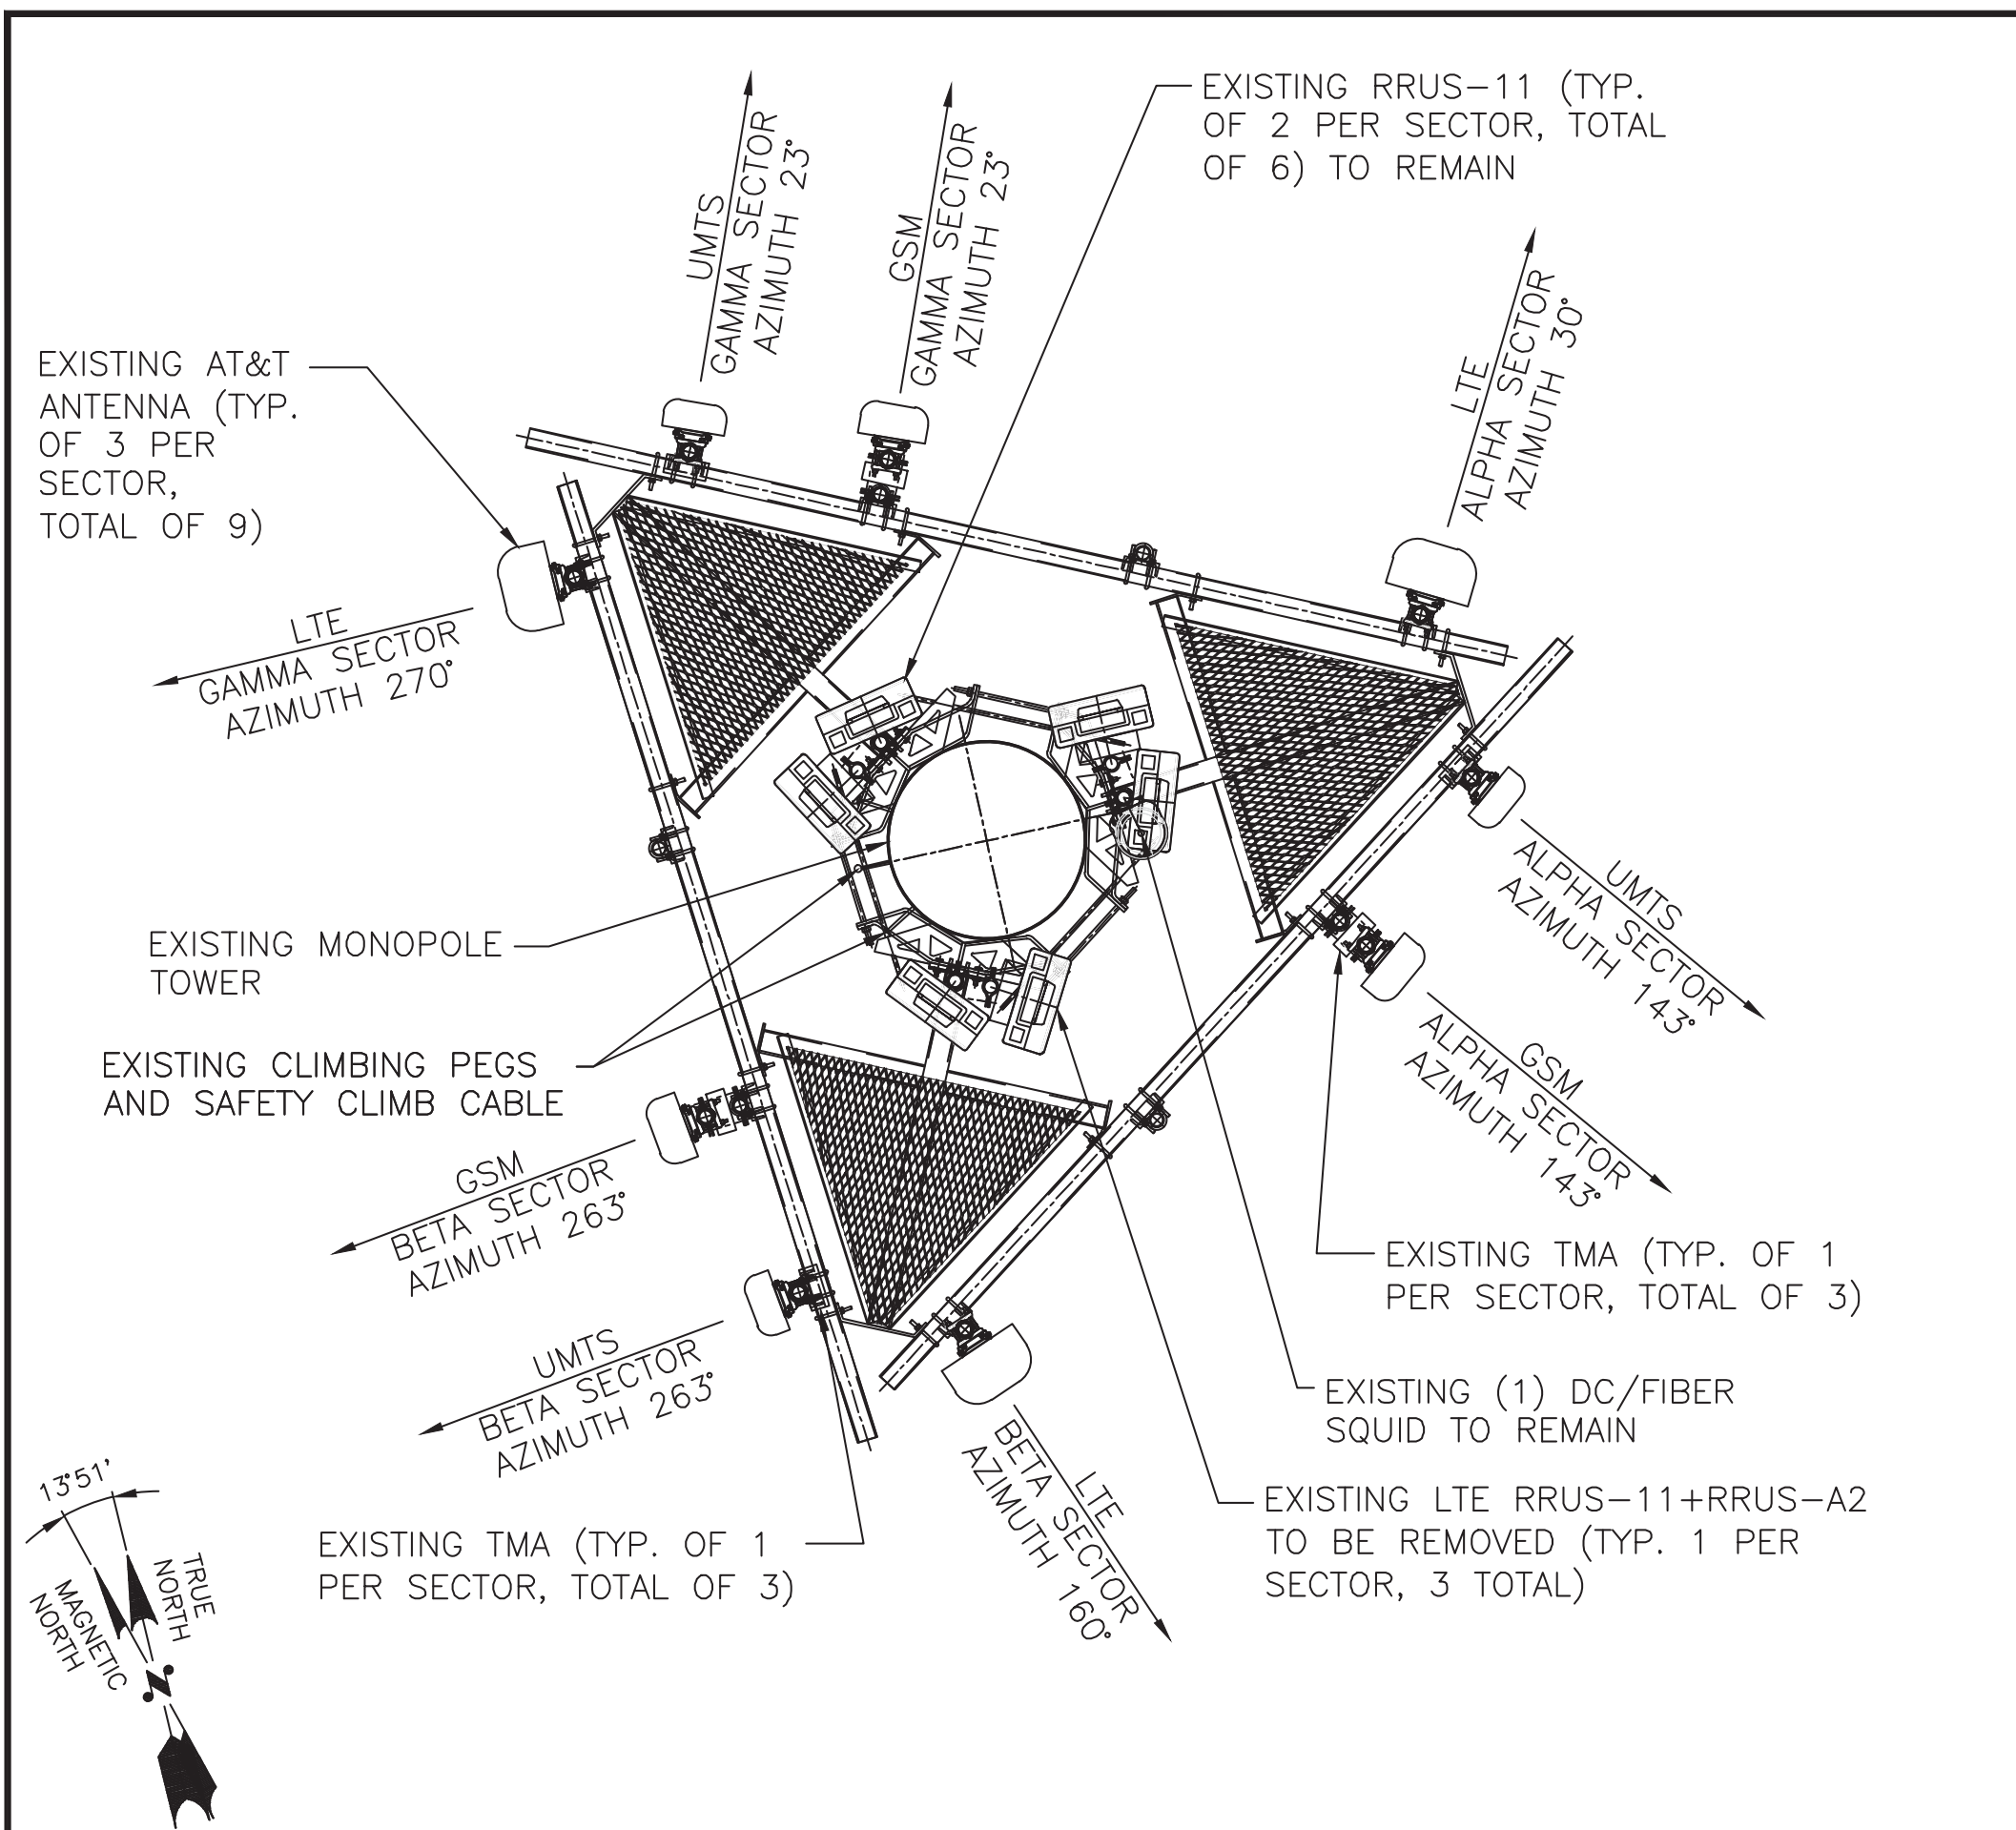 EXISTING RRUS-11 (TYP.
OF 2 PER SECTOR, TOTAL
OF 6) TO REMAIN
UMTS
GAMMA SECTOR
AZIMUTH 23°
GSM
GAMMA SECTOR
AZIMUTH 23°
LTE
ALPHA SECTOR
AZIMUTH 30°
EXISTING AT&T
ANTENNA (TYP.
OF 3 PER
SECTOR,
TOTAL OF 9)
LTE
GAMMA SECTOR
AZIMUTH 270°
EXISTING MONOPOLE
TOWER
EXISTING CLIMBING PEGS
AND SAFETY CLIMB CABLE
UMTS
ALPHA SECTOR
AZIMUTH 143°
GSM
ALPHA SECTOR
AZIMUTH 143°
GSM
BETA SECTOR
AZIMUTH 263°
UMTS
BETA SECTOR
AZIMUTH 263°
EXISTING TMA (TYP. OF 1
PER SECTOR, TOTAL OF 3)
EXISTING (1) DC/FIBER
SQUID TO REMAIN
LTE
BETA SECTOR
AZIMUTH 160°
EXISTING LTE RRUS-11+RRUS-A2
TO BE REMOVED (TYP. 1 PER
SECTOR, 3 TOTAL)
EXISTING TMA (TYP. OF 1
PER SECTOR, TOTAL OF 3)
13°51'
TRUE
NORTH
MAGNETIC
NORTH
N